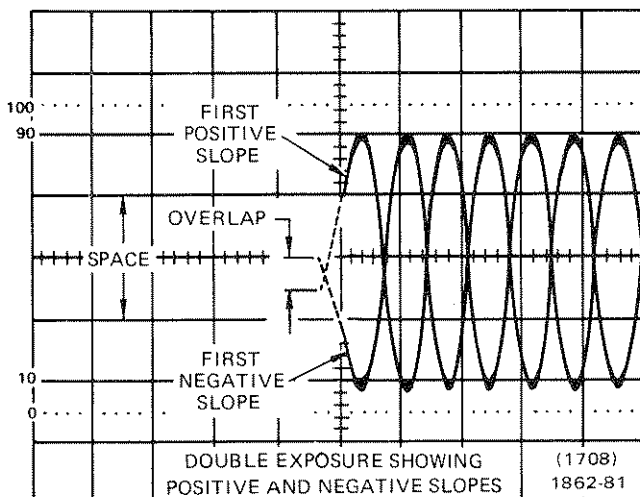 100
90
FIRST
POSITIVE
SLOPE
OVERLAP
SPACE
FIRST
NEGATIVE
SLOPE
10
0
DOUBLE EXPOSURE SHOWING
POSITIVE AND NEGATIVE SLOPES
(1708)
1862-81